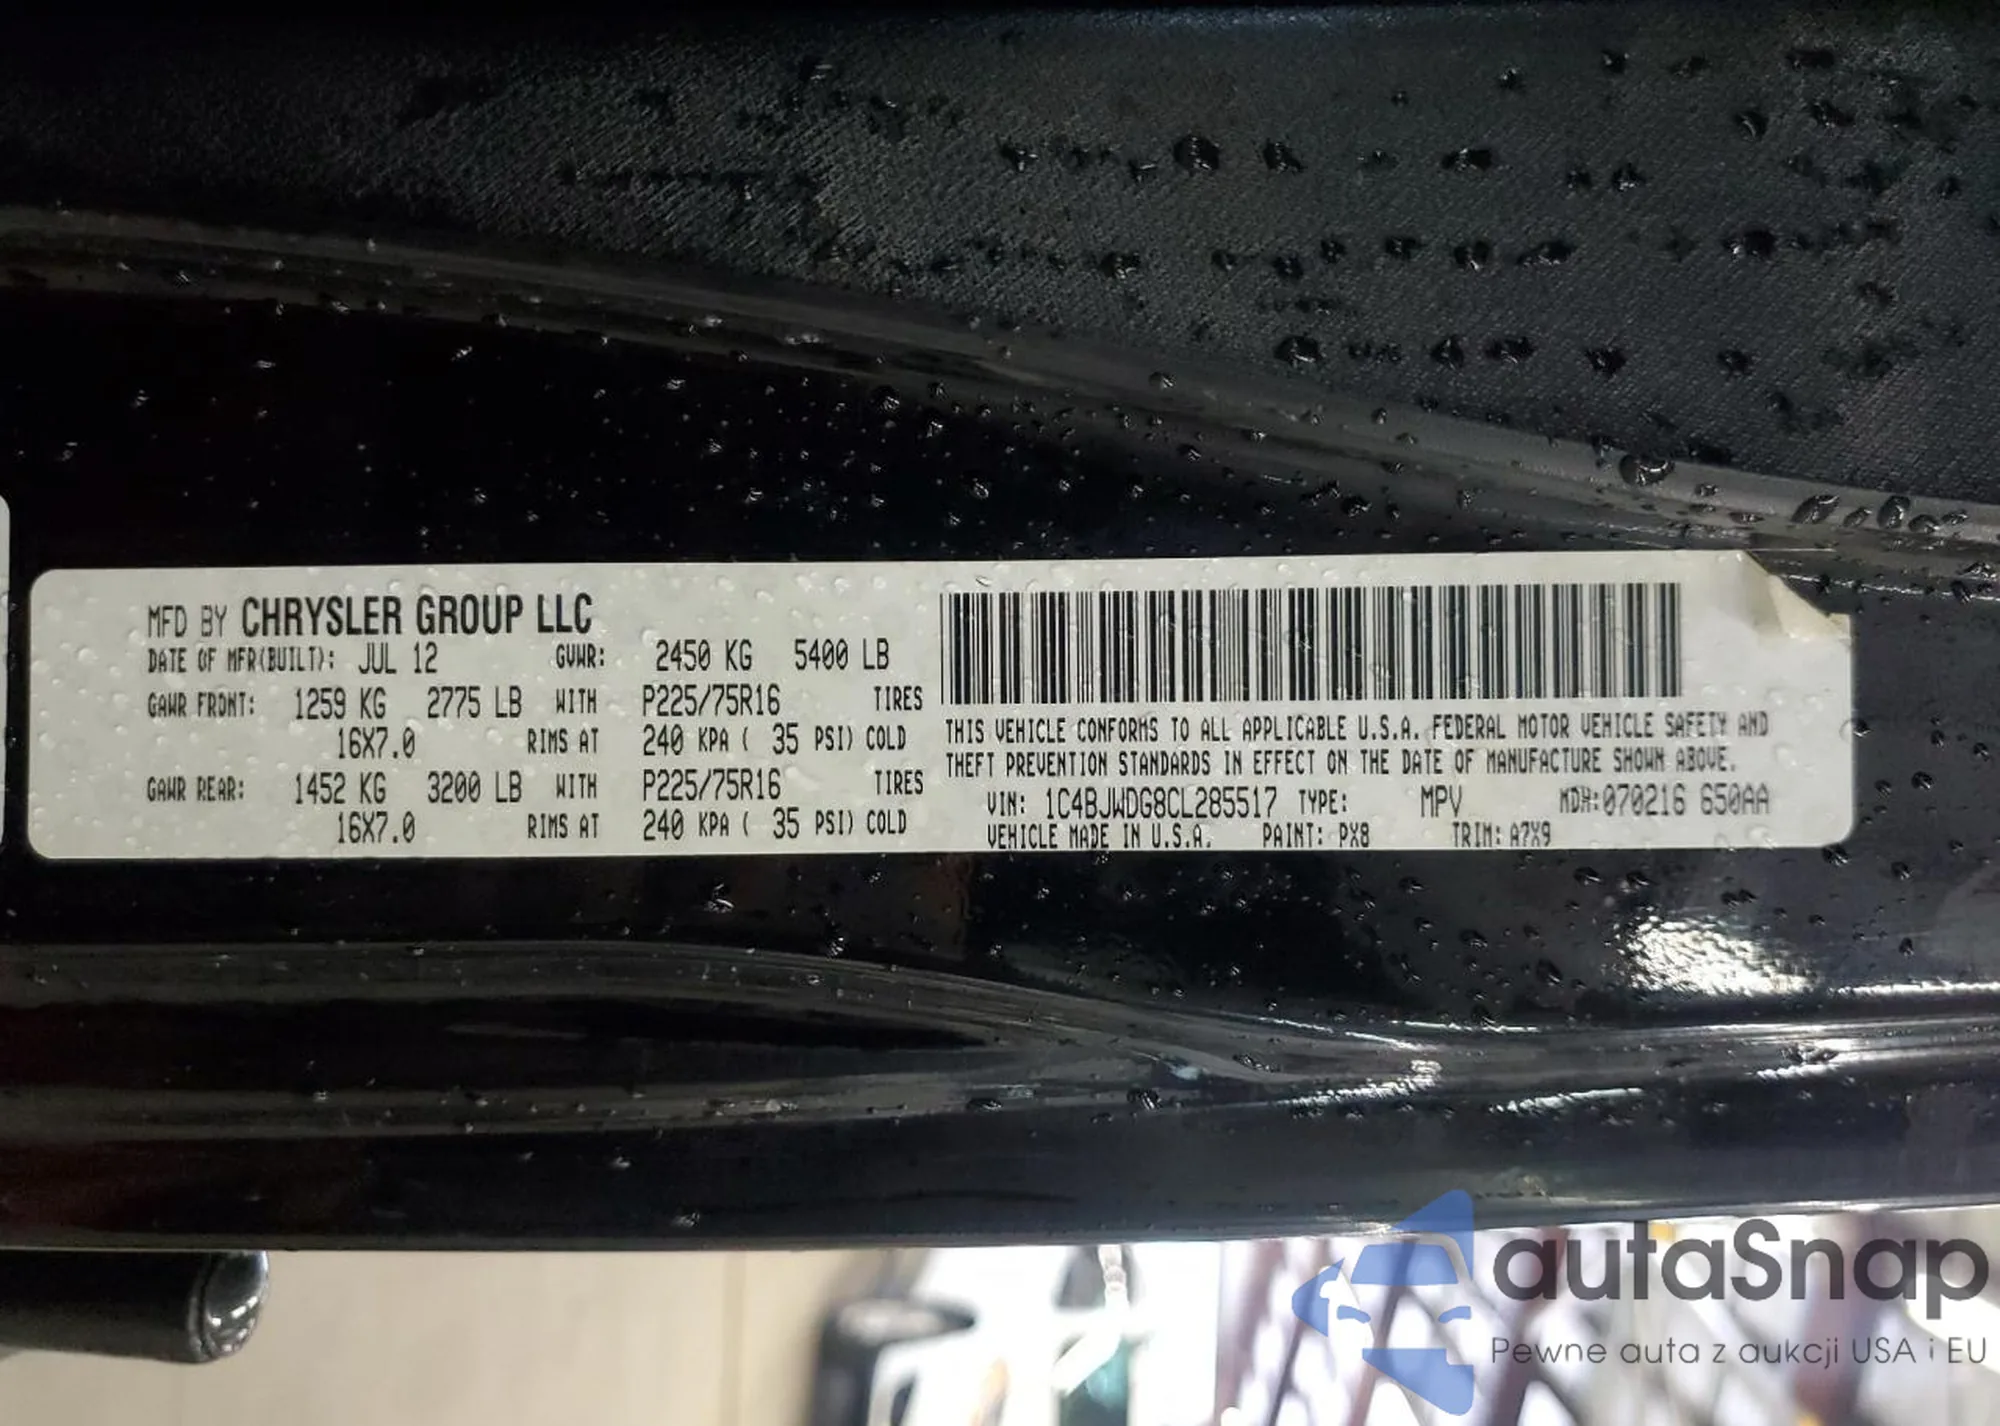 MFD BY CHRYSLER GROUP LLC
DATE OF MFR(BUILT): JUL 12 GVWR: 2450 KG 5400 LB
GAWR FRONT: 1259 KG 2775 LB WITH P225/75R16 TIRES
16X7.0 RIMS AT 240 KPA ( 35 PSI) COLD
GAWR REAR: 1452 KG 3200 LB WITH P225/75R16 TIRES
16X7.0 RIMS AT 240 KPA ( 35 PSI) COLD
THIS VEHICLE CONFORMS TO ALL APPLICABLE U.S.A. FEDERAL MOTOR VEHICLE SAFETY AND
THEFT PREVENTION STANDARDS IN EFFECT ON THE DATE OF MANUFACTURE SHOWN ABOVE.
VIN: 1C4BJWDG8CL285517 TYPE: MPV MDH:070216 650AA
VEHICLE MADE IN U.S.A. PAINT: PX8 TRIM: A7X9
autaSnap
Pewne auta z aukcji USA i EU